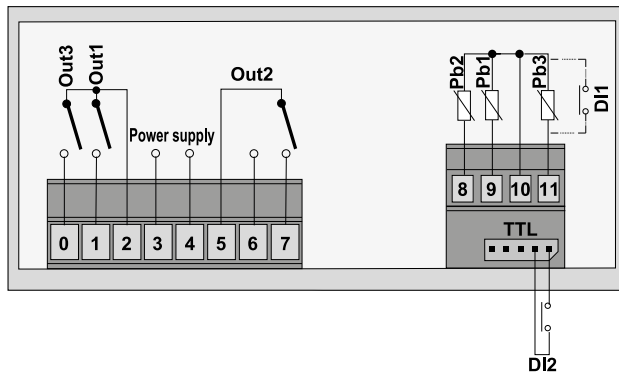 Out3
Out1
Out2
Power supply
0 1 2 3 4 5 6 7
Pb2
Pb1
Pb3
DI1
8 9 10 11
TTL
DI2